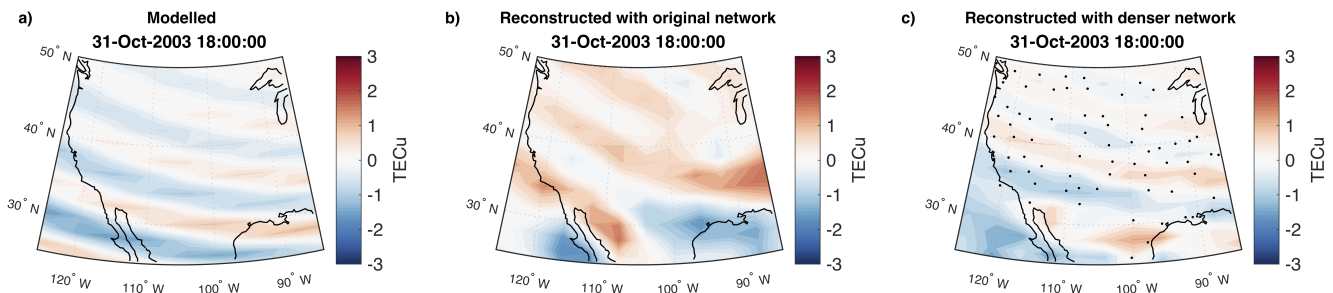 a) Modelled
31-Oct-2003 18:00:00
50° N
40° N
30° N
120° W
110° W
100° W
90° W
3
2
1
0
-1
-2
-3
TECu
b) Reconstructed with original network
31-Oct-2003 18:00:00
50° N
40° N
30° N
120° W
110° W
100° W
90° W
3
2
1
0
-1
-2
-3
TECu
c) Reconstructed with denser network
31-Oct-2003 18:00:00
50° N
40° N
30° N
120° W
110° W
100° W
90° W
3
2
1
0
-1
-2
-3
TECu